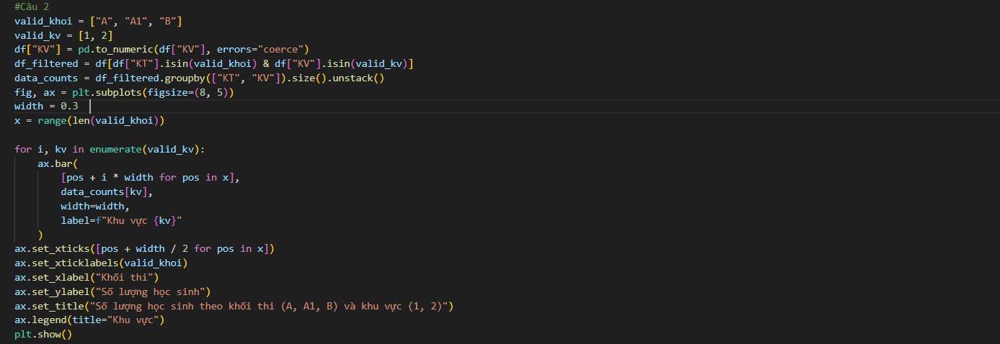 #Câu 2
valid_khoi = ["A", "A1", "B"]
valid_kv = [1, 2]
df["KV"] = pd.to_numeric(df["KV"], errors="coerce")
df_filtered = df[df["KT"].isin(valid_khoi) & df["KV"].isin(valid_kv)]
data_counts = df_filtered.groupby(["KT", "KV"]).size().unstack()
fig, ax = plt.subplots(figsize=(8, 5))
width = 0.3
x = range(len(valid_khoi))

for i, kv in enumerate(valid_kv):
    ax.bar(
        [pos + i * width for pos in x],
        data_counts[kv],
        width=width,
        label=f"Khu vực {kv}"
    )
ax.set_xticks([pos + width / 2 for pos in x])
ax.set_xticklabels(valid_khoi)
ax.set_xlabel("Khối thi")
ax.set_ylabel("Số lượng học sinh")
ax.set_title("Số lượng học sinh theo khối thi (A, A1, B) và khu vực (1, 2)")
ax.legend(title="Khu vực")
plt.show()